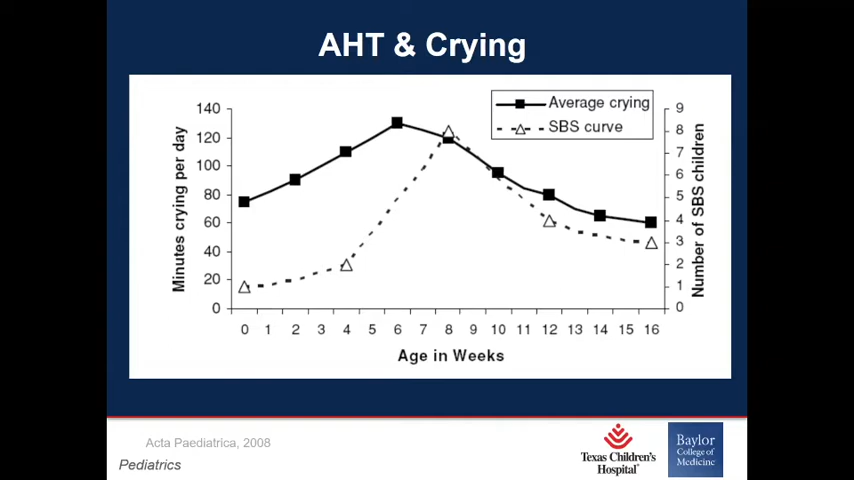 AHT & Crying
Average crying
SBS curve
Minutes crying per day
140
120
100
80
60
40
20
0
Number of SBS children
9
8
7
6
5
4
3
2
1
0
0 1 2 3 4 5 6 7 8 9 10 11 12 13 14 15 16
Age in Weeks
Acta Paediatrica, 2008
Pediatrics
Texas Children's
Hospital
Baylor
College of
Medicine